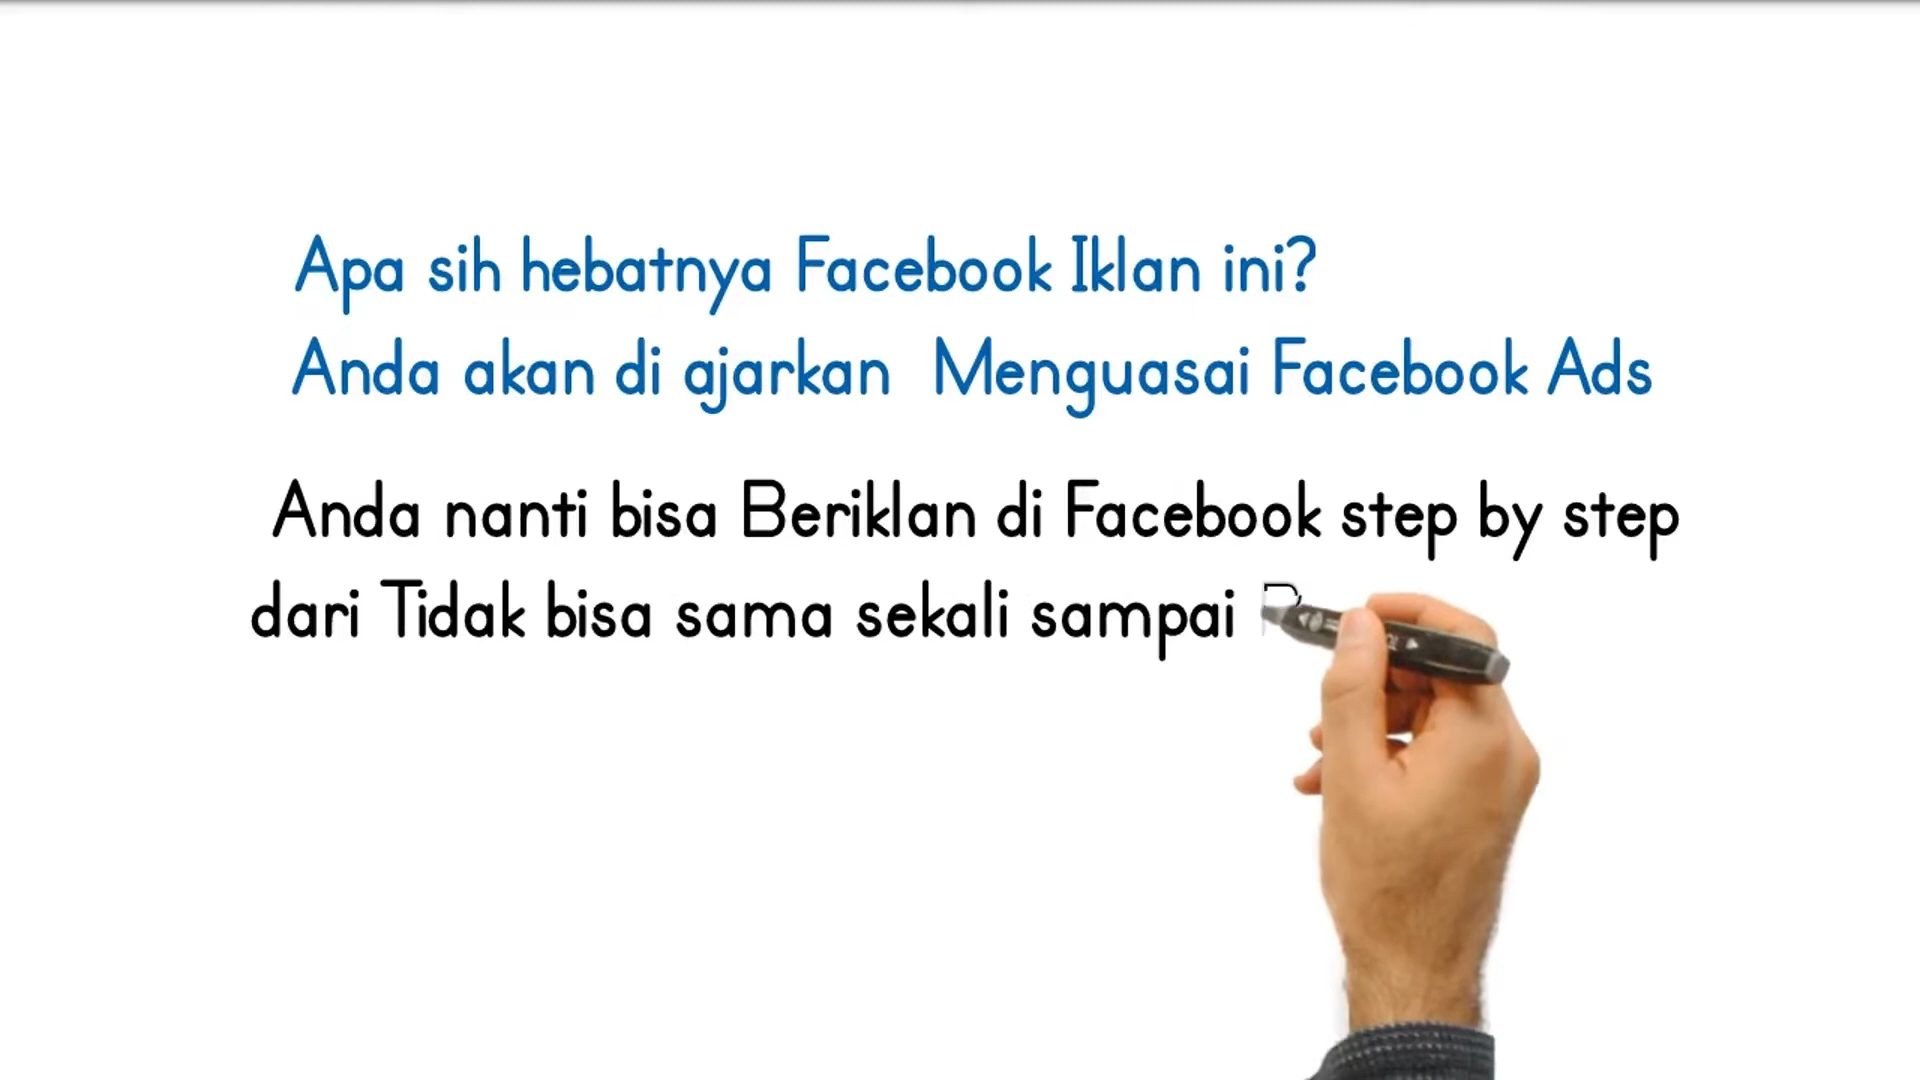 Apa sih hebatnya Facebook Iklan ini?
Anda akan di ajarkan  Menguasai Facebook Ads
Anda nanti bisa Beriklan di Facebook step by step
dari Tidak bisa sama sekali sampai